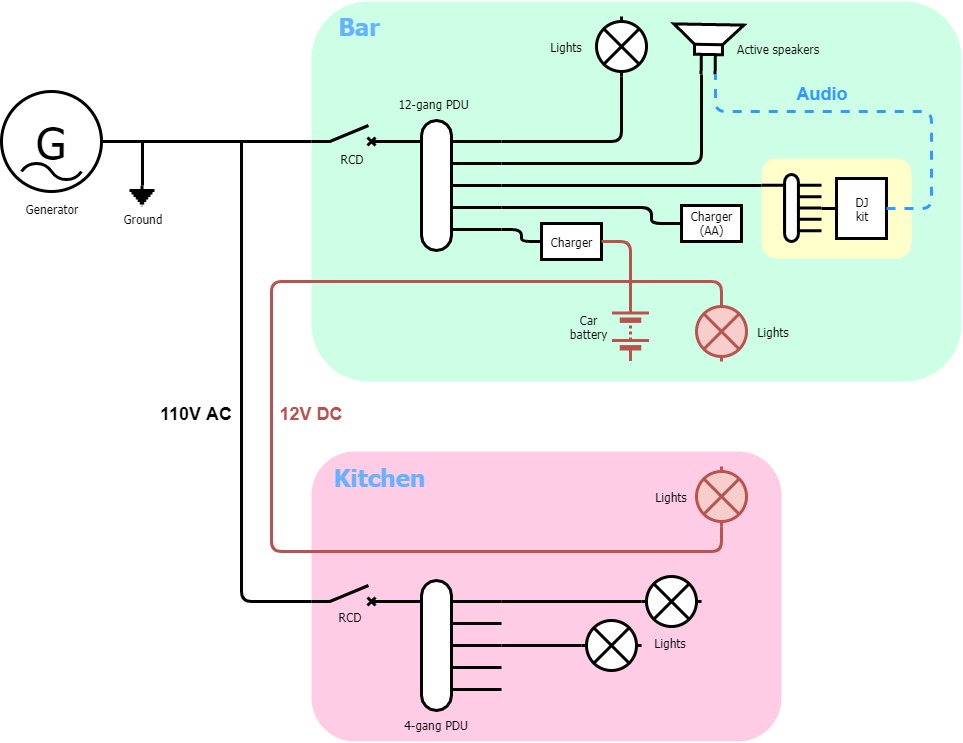 Bar
Lights
Active speakers
Audio
12-gang PDU
G
Generator
Ground
RCD
DJ
kit
Charger
(AA)
Charger
Car
battery
Lights
110V AC
12V DC
Kitchen
Lights
RCD
Lights
4-gang PDU